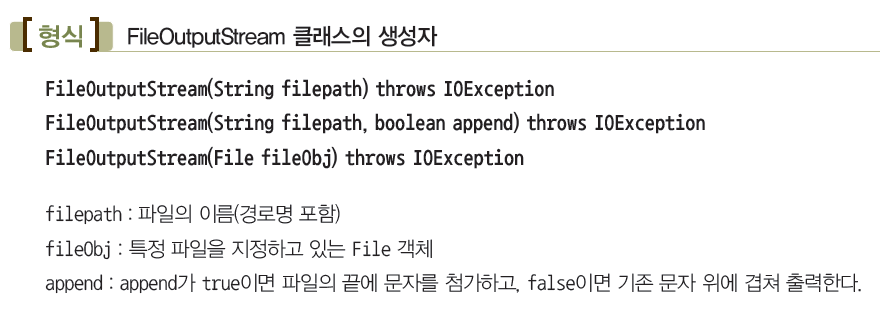 [형식] FileOutputStream 클래스의 생성자
FileOutputStream(String filepath) throws IOException
FileOutputStream(String filepath, boolean append) throws IOException
FileOutputStream(File fileObj) throws IOException
filepath : 파일의 이름(경로명 포함)
fileObj : 특정 파일을 지정하고 있는 File 객체
append : append가 true이면 파일의 끝에 문자를 첨가하고, false이면 기존 문자 위에 겹쳐 출력한다.